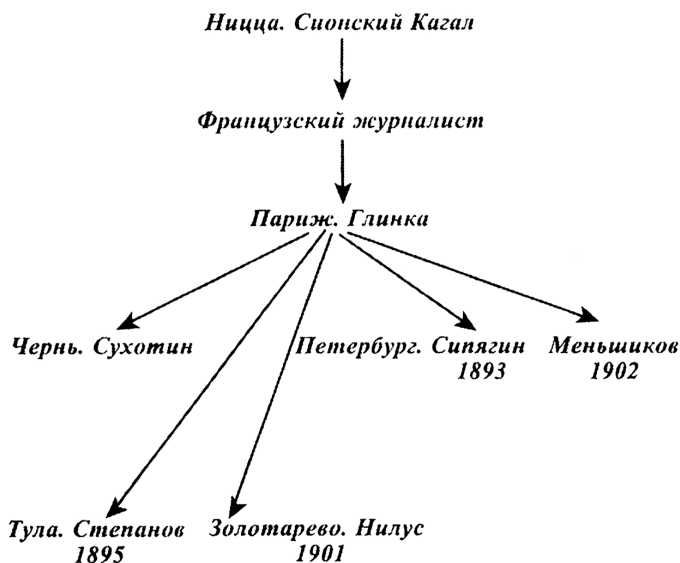 Ницца. Сионский Кагал
Французский журналист
Париж. Глинка
Чернь. Сухотин
Петербург. Сипягин
1893
Меньшиков
1902
Тула. Степанов
1895
Золотарево. Нилус
1901